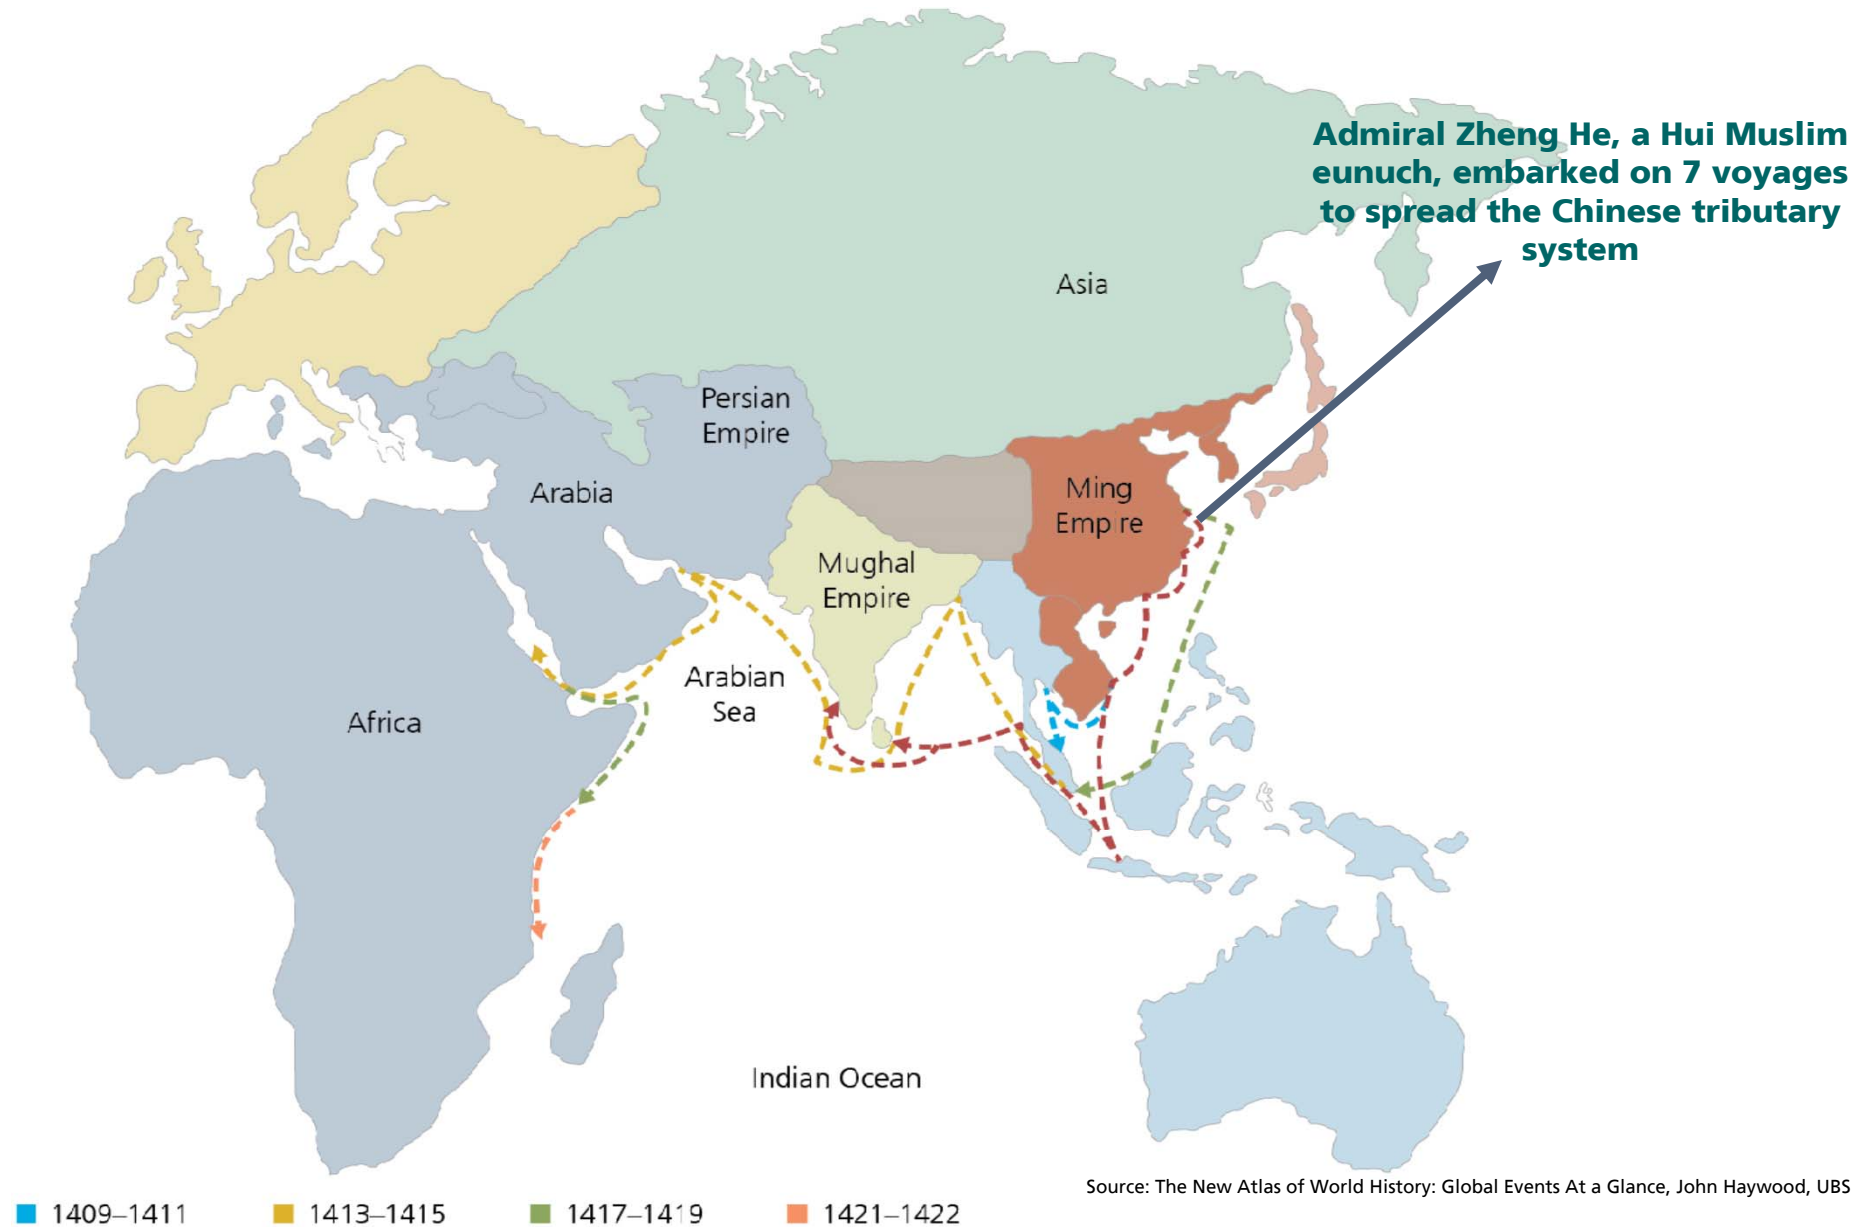 Admiral Zheng He, a Hui Muslim
eunuch, embarked on 7 voyages
to spread the Chinese tributary
system
Asia
Persian
Empire
Arabia
Ming
Empire
Mughal
Empire
Arabian
Sea
Africa
Indian Ocean
Source: The New Atlas of World History: Global Events At a Glance, John Haywood, UBS
1409–1411
1413–1415
1417–1419
1421–1422